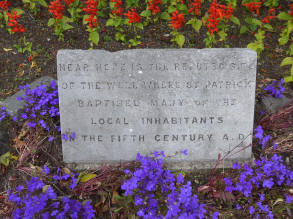 NEAR HERE IS THE REPUTED SITE
OF THE WELL WHERE ST PATRICK
BAPTISED MANY OF THE
LOCAL INHABITANTS
IN THE FIFTH CENTURY A.D.